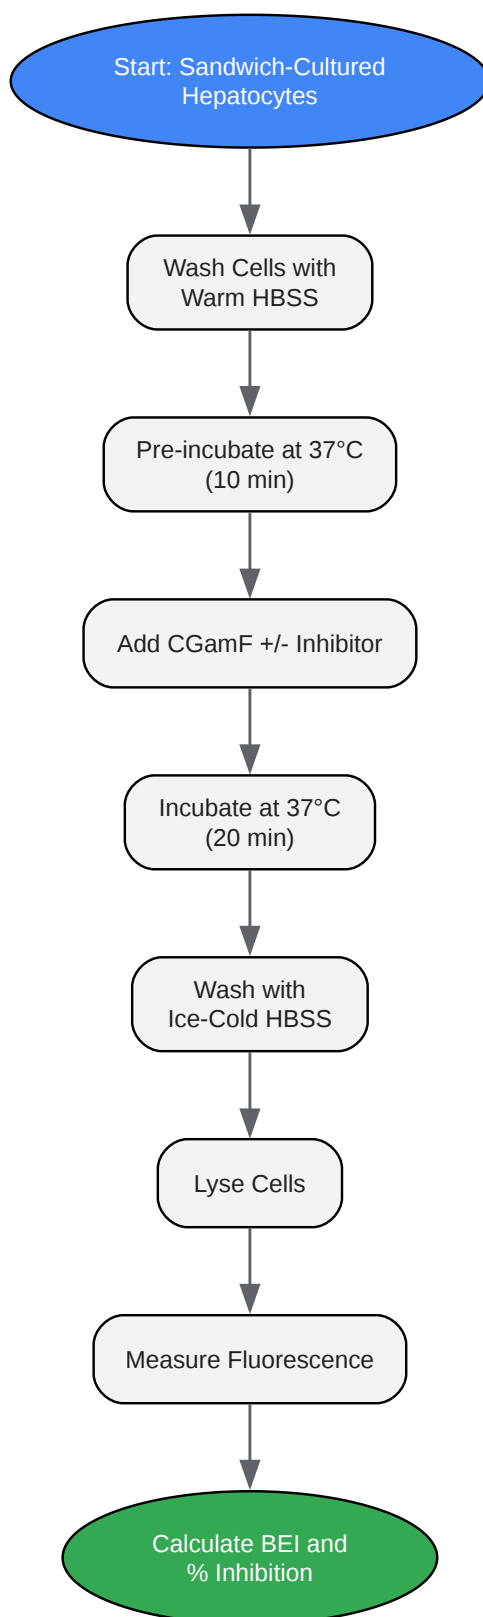 Start: Sandwich-Cultured
Hepatocytes
Wash Cells with
Warm HBSS
Pre-incubate at 37°C
(10 min)
Add CGamF +/- Inhibitor
Incubate at 37°C
(20 min)
Wash with
Ice-Cold HBSS
Lyse Cells
Measure Fluorescence
Calculate BEI and
% Inhibition